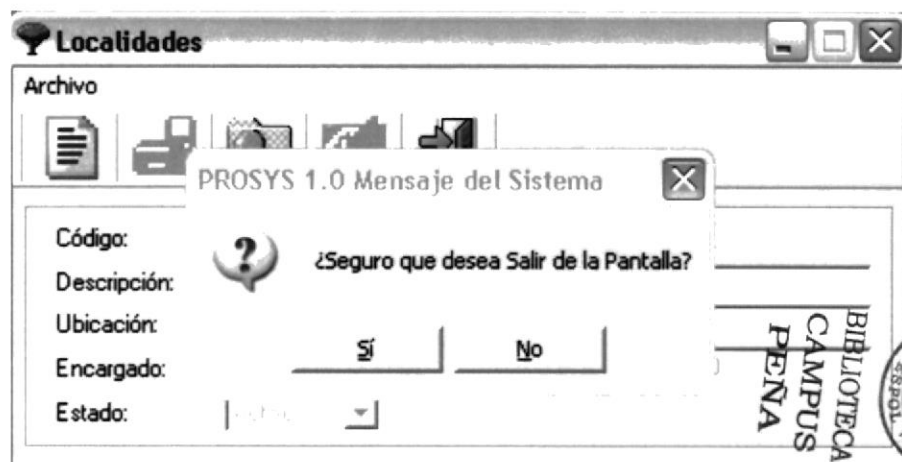 Localidades
Archivo
PROSYS 1.0 Mensaje del Sistema
Código:
¿Seguro que desea Salir de la Pantalla?
Descripción:
Ubicación:
Sí
No
Encargado:
Estado:
BIBLIOTECA
CAMPUS
PEÑA
ESPOL